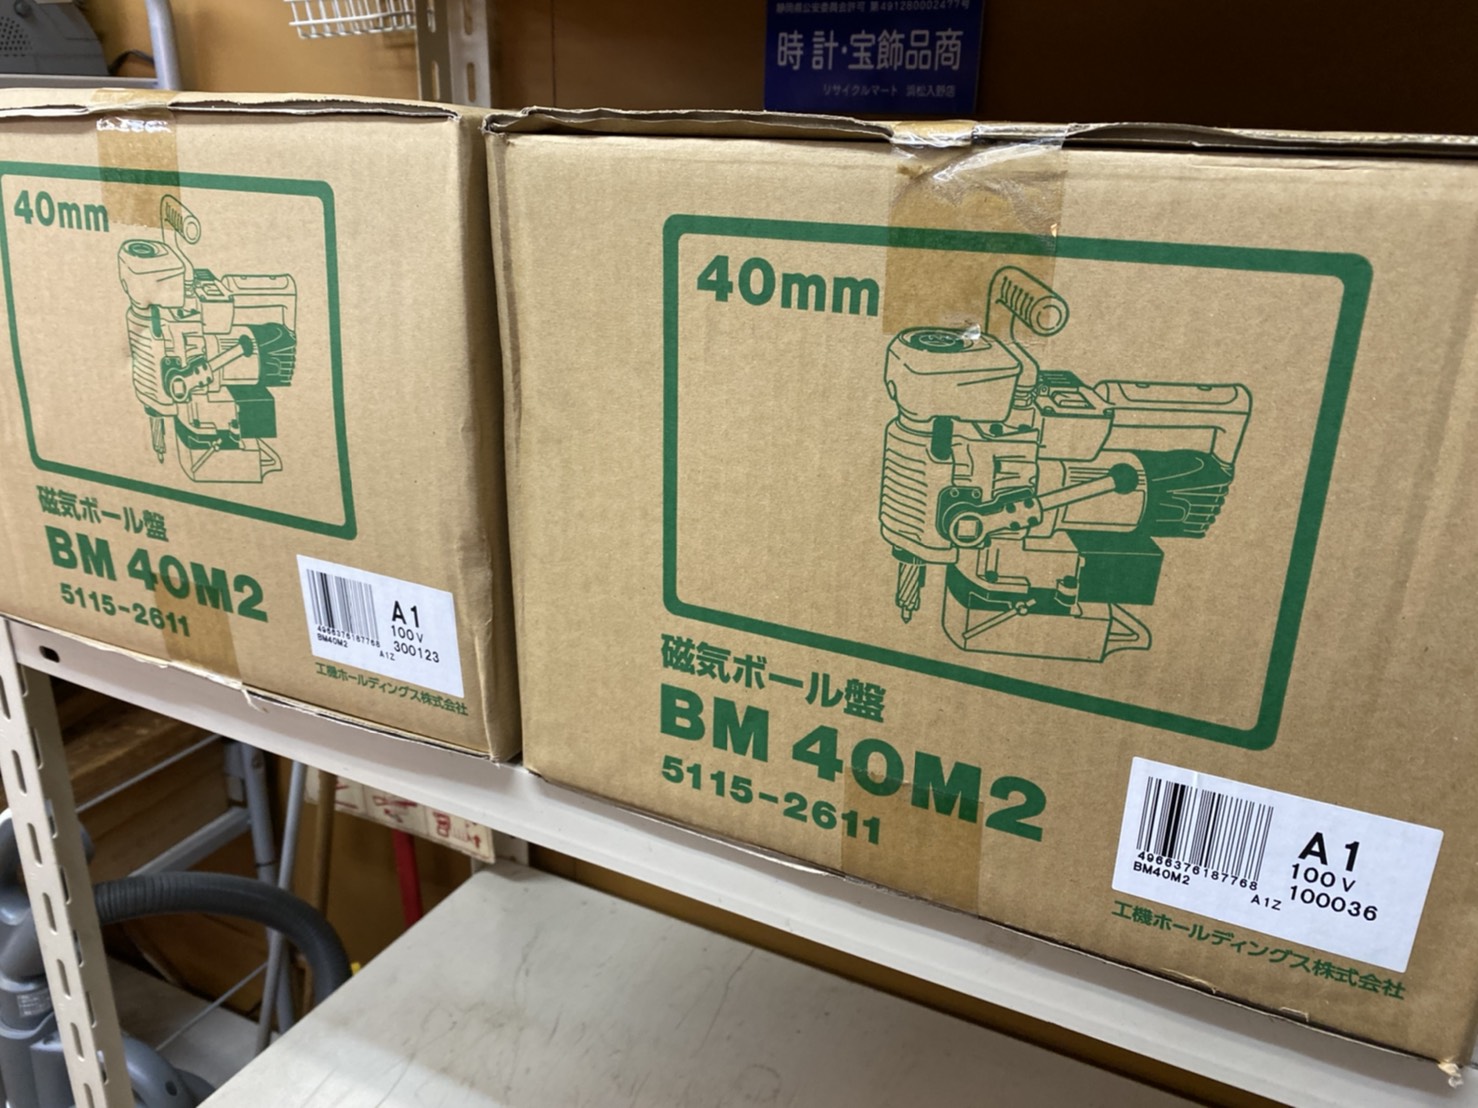 静岡県公安委員会許可 第491280002477号
時計・宝飾品商
リサイクルマート 浜松入野店
40mm
磁気ボール盤
BM 40M2
5115-2611
4966376187768
BM40M2
A1Z
A1
100V
300123
工機ホールディングス株式会社
40mm
磁気ボール盤
BM 40M2
5115-2611
4966376187768
BM40M2
A1Z
A1
100V
100036
工機ホールディングス株式会社